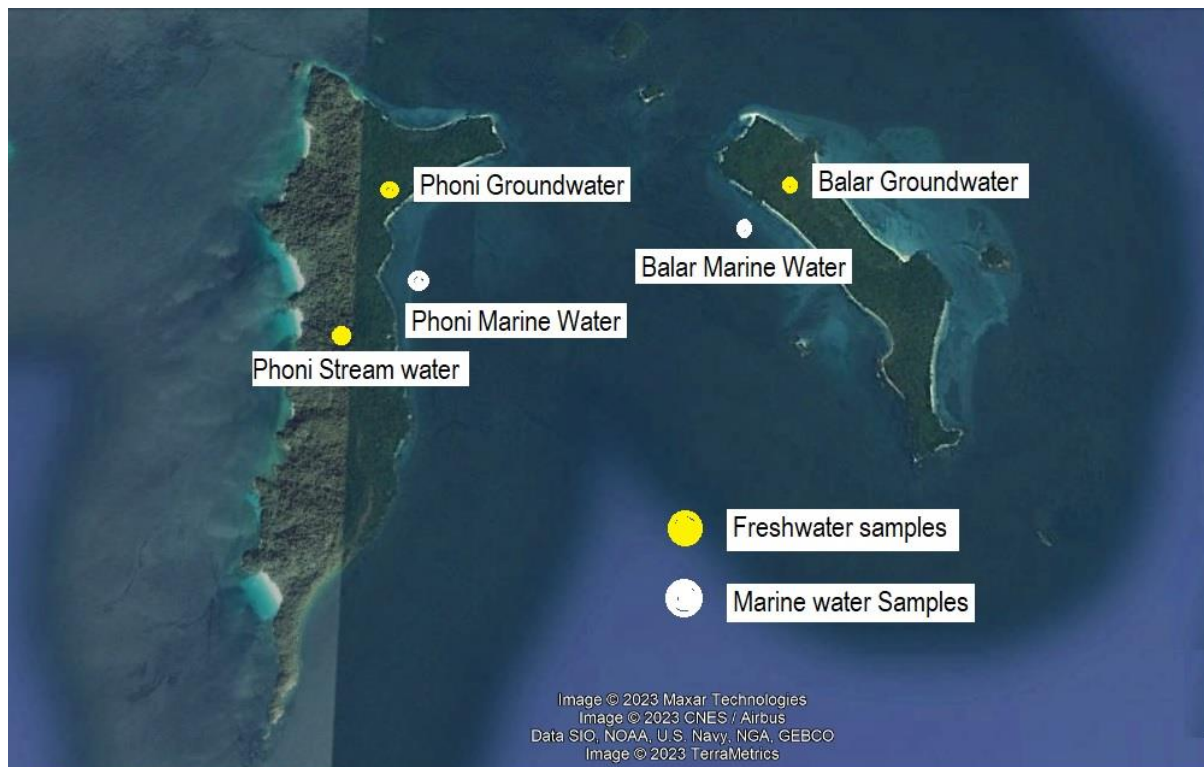 Phoni Groundwater
Balar Groundwater
Balar Marine Water
Phoni Marine Water
Phoni Stream water
Freshwater samples
Marine water Samples
Image © 2023 Maxar Technologies
Image © 2023 CNES / Airbus
Data SIO, NOAA, U.S. Navy, NGA, GEBCO
Image © 2023 TerraMetrics